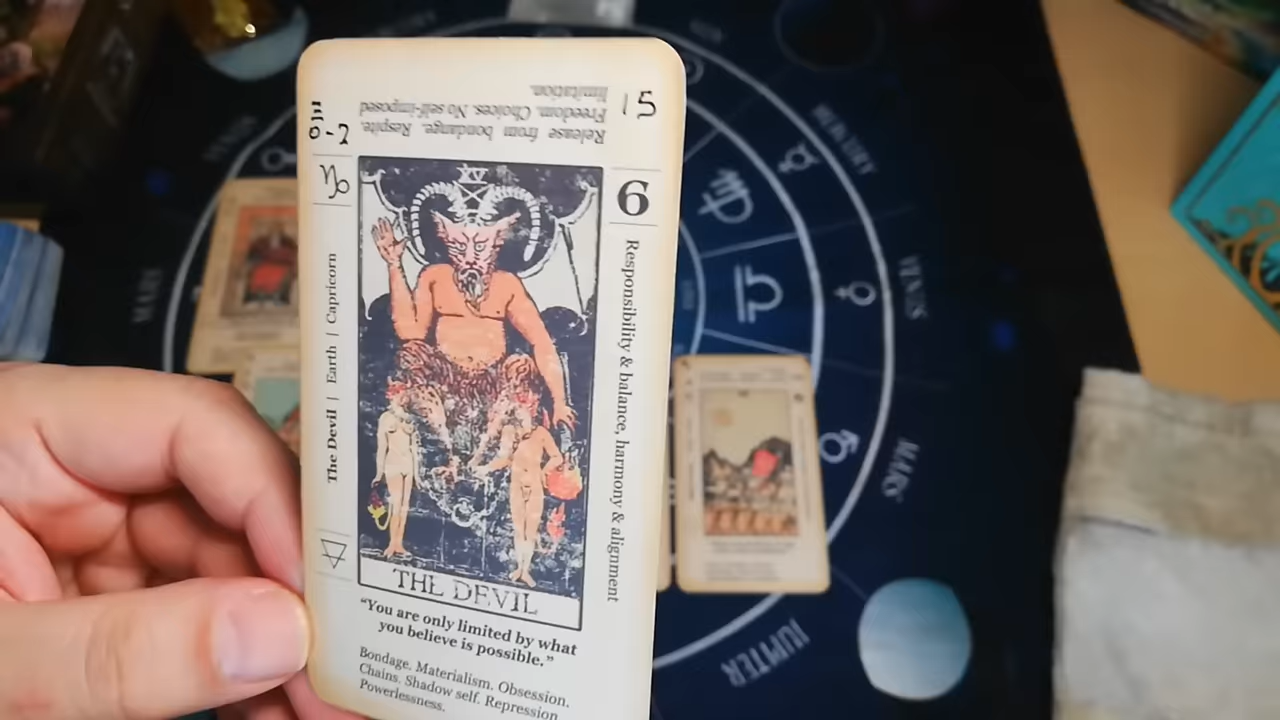 Release from bondange. Respite.
Freedom. Choices. No self-imposed
limitation.
15
6
XV
The Devil | Earth | Capricorn
Responsibility & balance, harmony & alignment
THE DEVIL
“You are only limited by what
you believe is possible.”
Bondage. Materialism. Obsession.
Chains. Shadow self. Repression
Powerlessness.
MERCURY
VENUS
MARS
JUPITER
MARS